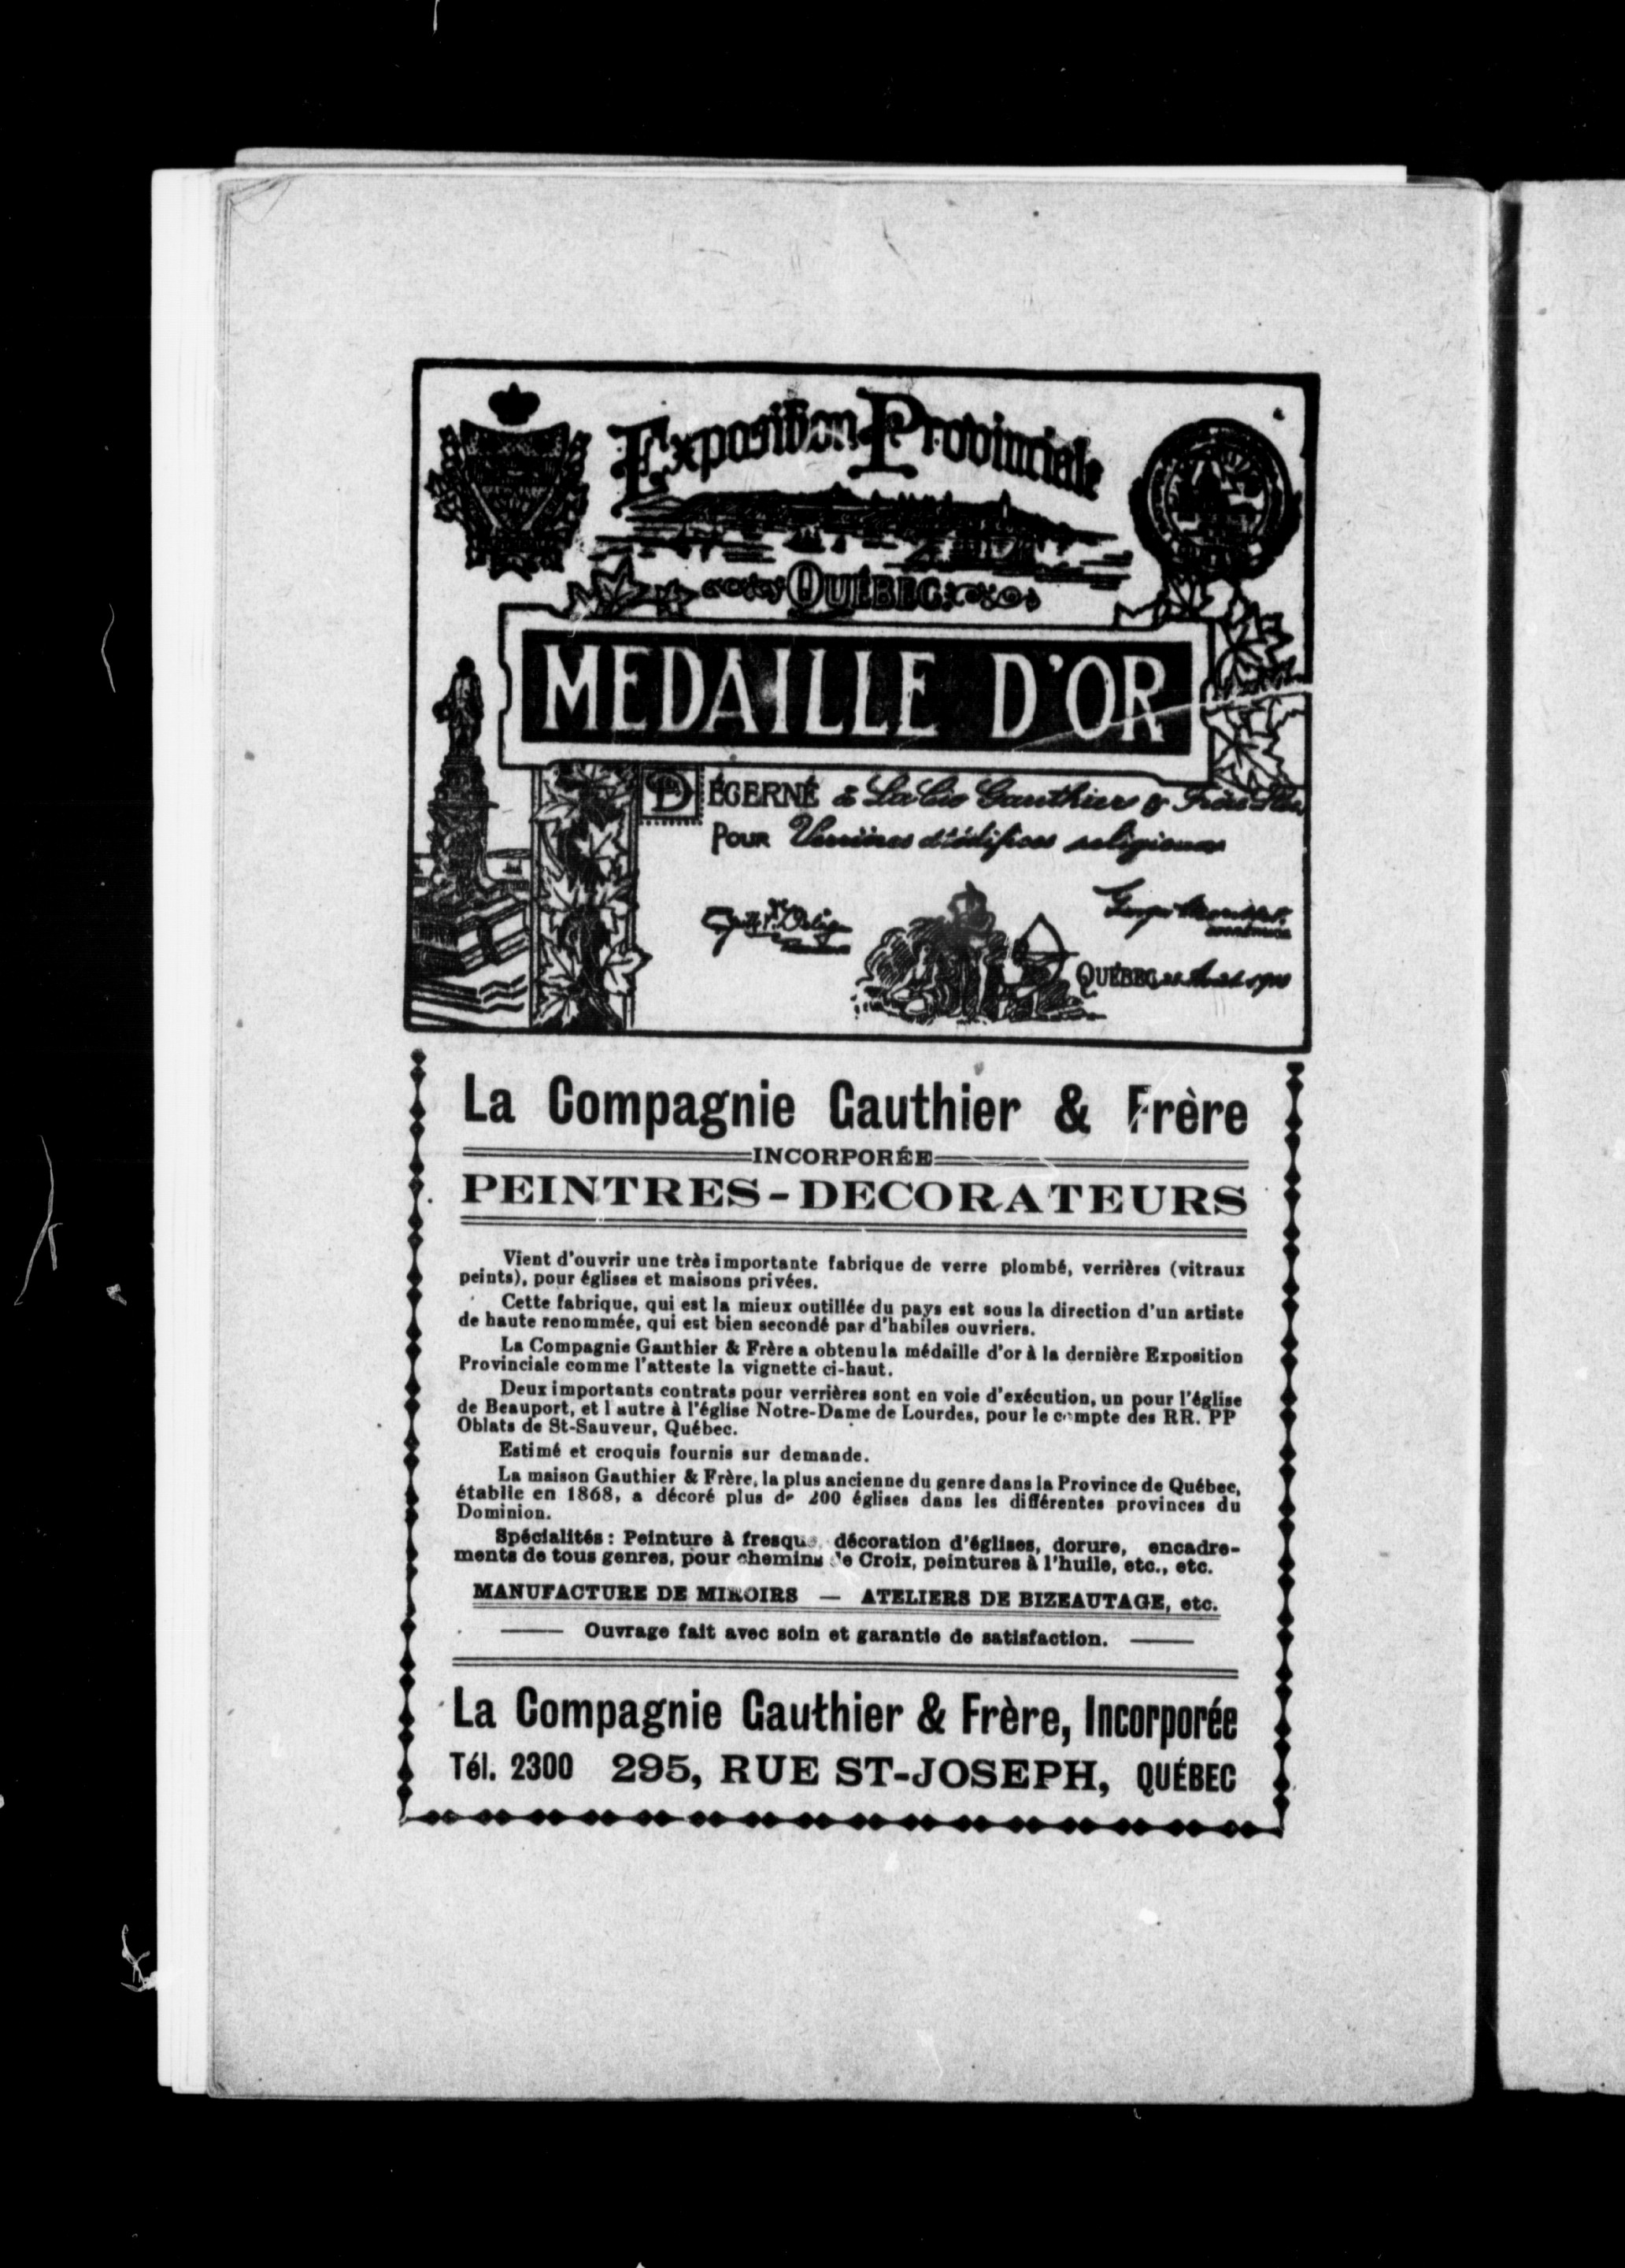 Exposition Provinciale
QUÉBEC
MEDAILLE D'OR
DÉCERNÉ à La Cie Gauthier & Frère
POUR Verrières d'édifices religieux
QUÉBEC, Août 1910
La Compagnie Gauthier & Frère
INCORPORÉE
PEINTRES-DECORATEURS
Vient d'ouvrir une très importante fabrique de verre plombé, verrières (vitraux
peints), pour églises et maisons privées.
Cette fabrique, qui est la mieux outillée du pays est sous la direction d'un artiste
de haute renommée, qui est bien secondé par d'habiles ouvriers.
La Compagnie Gauthier & Frère a obtenu la médaille d'or à la dernière Exposition
Provinciale comme l'atteste la vignette ci-haut.
Deux importants contrats pour verrières sont en voie d'exécution, un pour l'église
de Beauport, et l'autre à l'église Notre-Dame de Lourdes, pour le compte des RR. PP
Oblats de St-Sauveur, Québec.
Estimé et croquis fournis sur demande.
La maison Gauthier & Frère, la plus ancienne du genre dans la Province de Québec,
établie en 1868, a décoré plus de 200 églises dans les différentes provinces du
Dominion.
Spécialités : Peinture à fresque, décoration d'églises, dorure, encadre-
ments de tous genres, pour chemins de Croix, peintures à l'huile, etc., etc.
MANUFACTURE DE MIROIRS — ATELIERS DE BIZEAUTAGE, etc.
Ouvrage fait avec soin et garantie de satisfaction.
La Compagnie Gauthier & Frère, Incorporée
Tél. 2300 295, RUE ST-JOSEPH, QUÉBEC